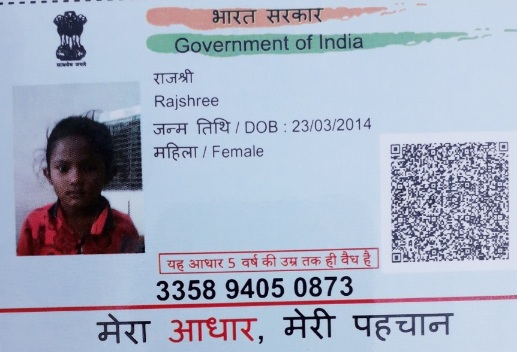 भारत सरकार
Government of India
सत्यमेव जयते
राजश्री
Rajshree
जन्म तिथि / DOB : 23/03/2014
महिला / Female
यह आधार 5 वर्ष की उम्र तक ही वैध है
3358 9405 0873
मेरा आधार, मेरी पहचान